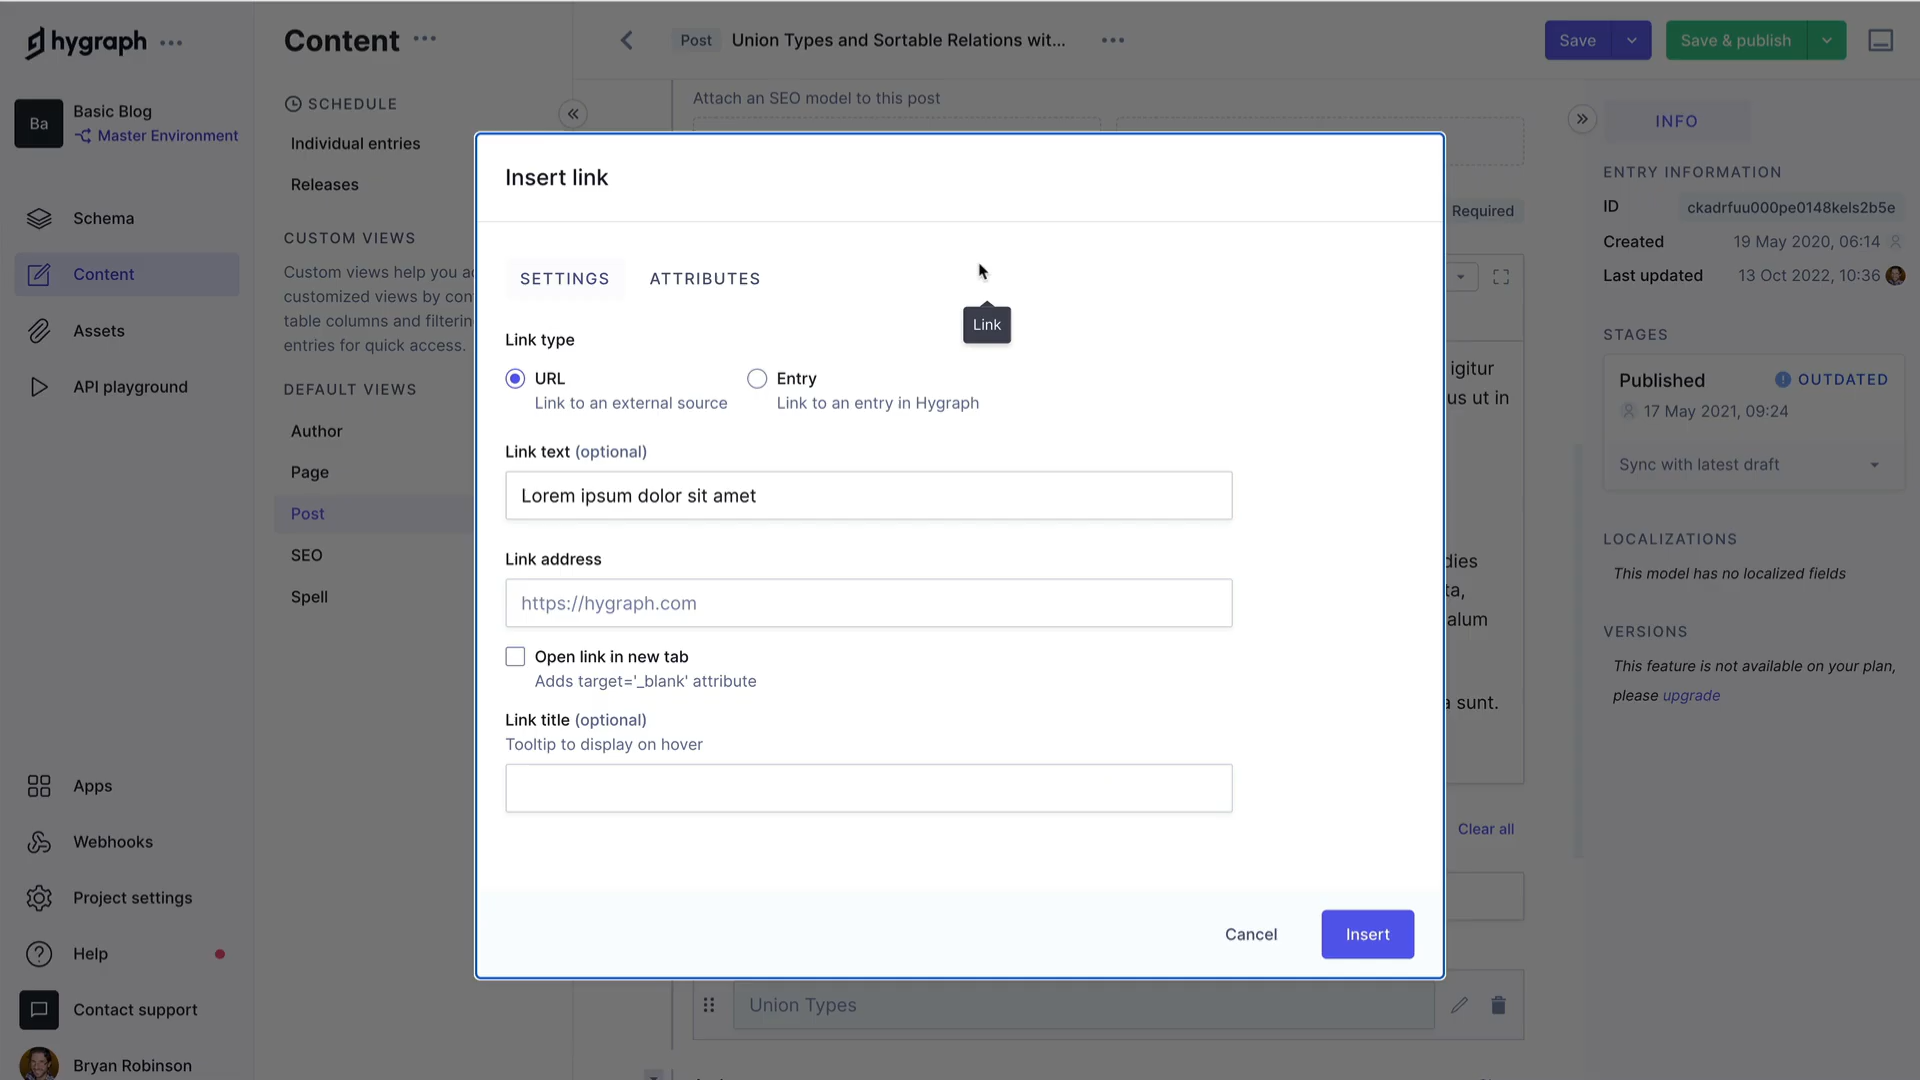 hygraph
Ba
Basic Blog
Master Environment
Schema
Content
Assets
API playground
Apps
Webhooks
Project settings
Help
Contact support
Bryan Robinson
Content
SCHEDULE
Individual entries
Releases
CUSTOM VIEWS
Custom views help you
customized views by
table columns and
entries for quick access.
DEFAULT VIEWS
Author
Page
Post
SEO
Spell
Post
Union Types and Sortable Relations wit...
Save
Save & publish
Attach an SEO model to this post
Required
Insert link
SETTINGS
ATTRIBUTES
Link
Link type
URL
Link to an external source
Entry
Link to an entry in Hygraph
Link text (optional)
Lorem ipsum dolor sit amet
Link address
https://hygraph.com
Open link in new tab
Adds target='_blank' attribute
Link title (optional)
Tooltip to display on hover
Cancel
Insert
igitur
us ut in
dies
ta,
alum
sunt.
Clear all
Union Types
INFO
ENTRY INFORMATION
ID
ckadrfuu000pe0148kels2b5e
Created
19 May 2020, 06:14
Last updated
13 Oct 2022, 10:36
STAGES
Published
OUTDATED
17 May 2021, 09:24
Sync with latest draft
LOCALIZATIONS
This model has no localized fields
VERSIONS
This feature is not available on your plan,
please upgrade